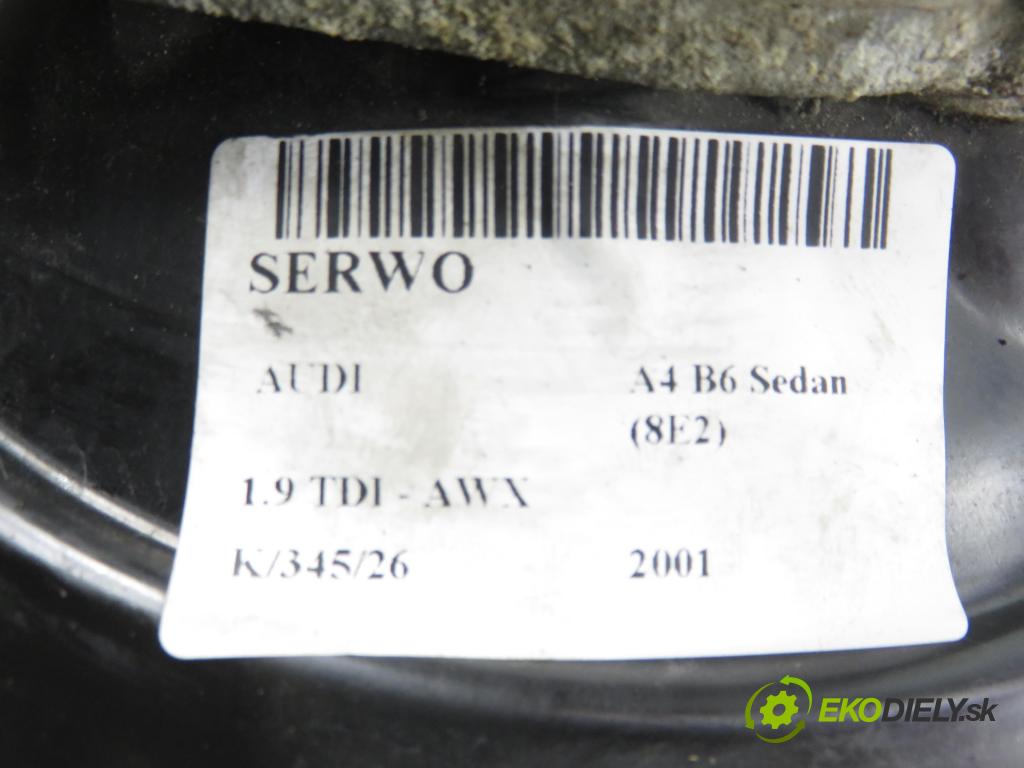 SERWO
AUDI
A4 B6 Sedan
(8E2)
1.9 TDI - AWX
K/345/26
2001
EKODIELY.sk